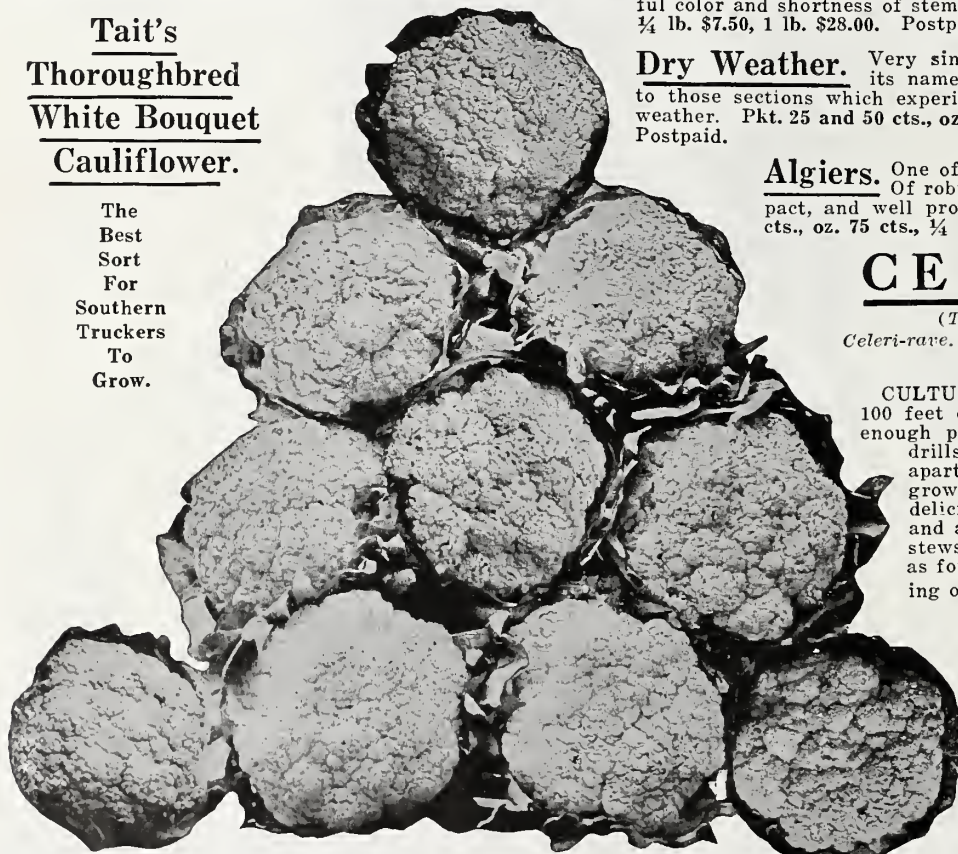 Tait's
Thoroughbred
White Bouquet
Cauliflower.
The
Best
Sort
For
Southern
Truckers
To
Grow.
ful color and shortness of stem
¼ lb. $7.50, 1 lb. $28.00. Postp
Dry Weather. Very sin
its name
to those sections which experi
weather. Pkt. 25 and 50 cts., oz
Postpaid.
Algiers. One of
Of rob
pact, and well pro
cts., oz. 75 cts., ¼
CE
(T
Celeri-rave.
CULTU
100 feet
enough p
drills
apart
grow
delic
and a
stews
as fo
ing o